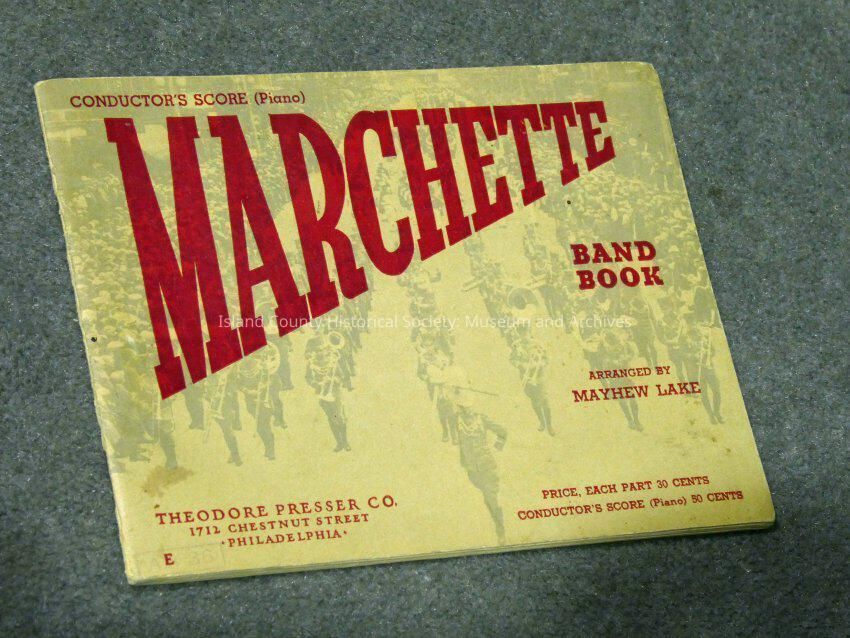 CONDUCTOR'S SCORE (Piano)
MARCHETTE
BAND
BOOK
Island County Historical Society: Museum and Archives
ARRANGED BY
MAYHEW LAKE
PRICE, EACH PART 30 CENTS
CONDUCTOR'S SCORE (Piano) 50 CENTS
THEODORE PRESSER CO.
1712 CHESTNUT STREET
·PHILADELPHIA·
E